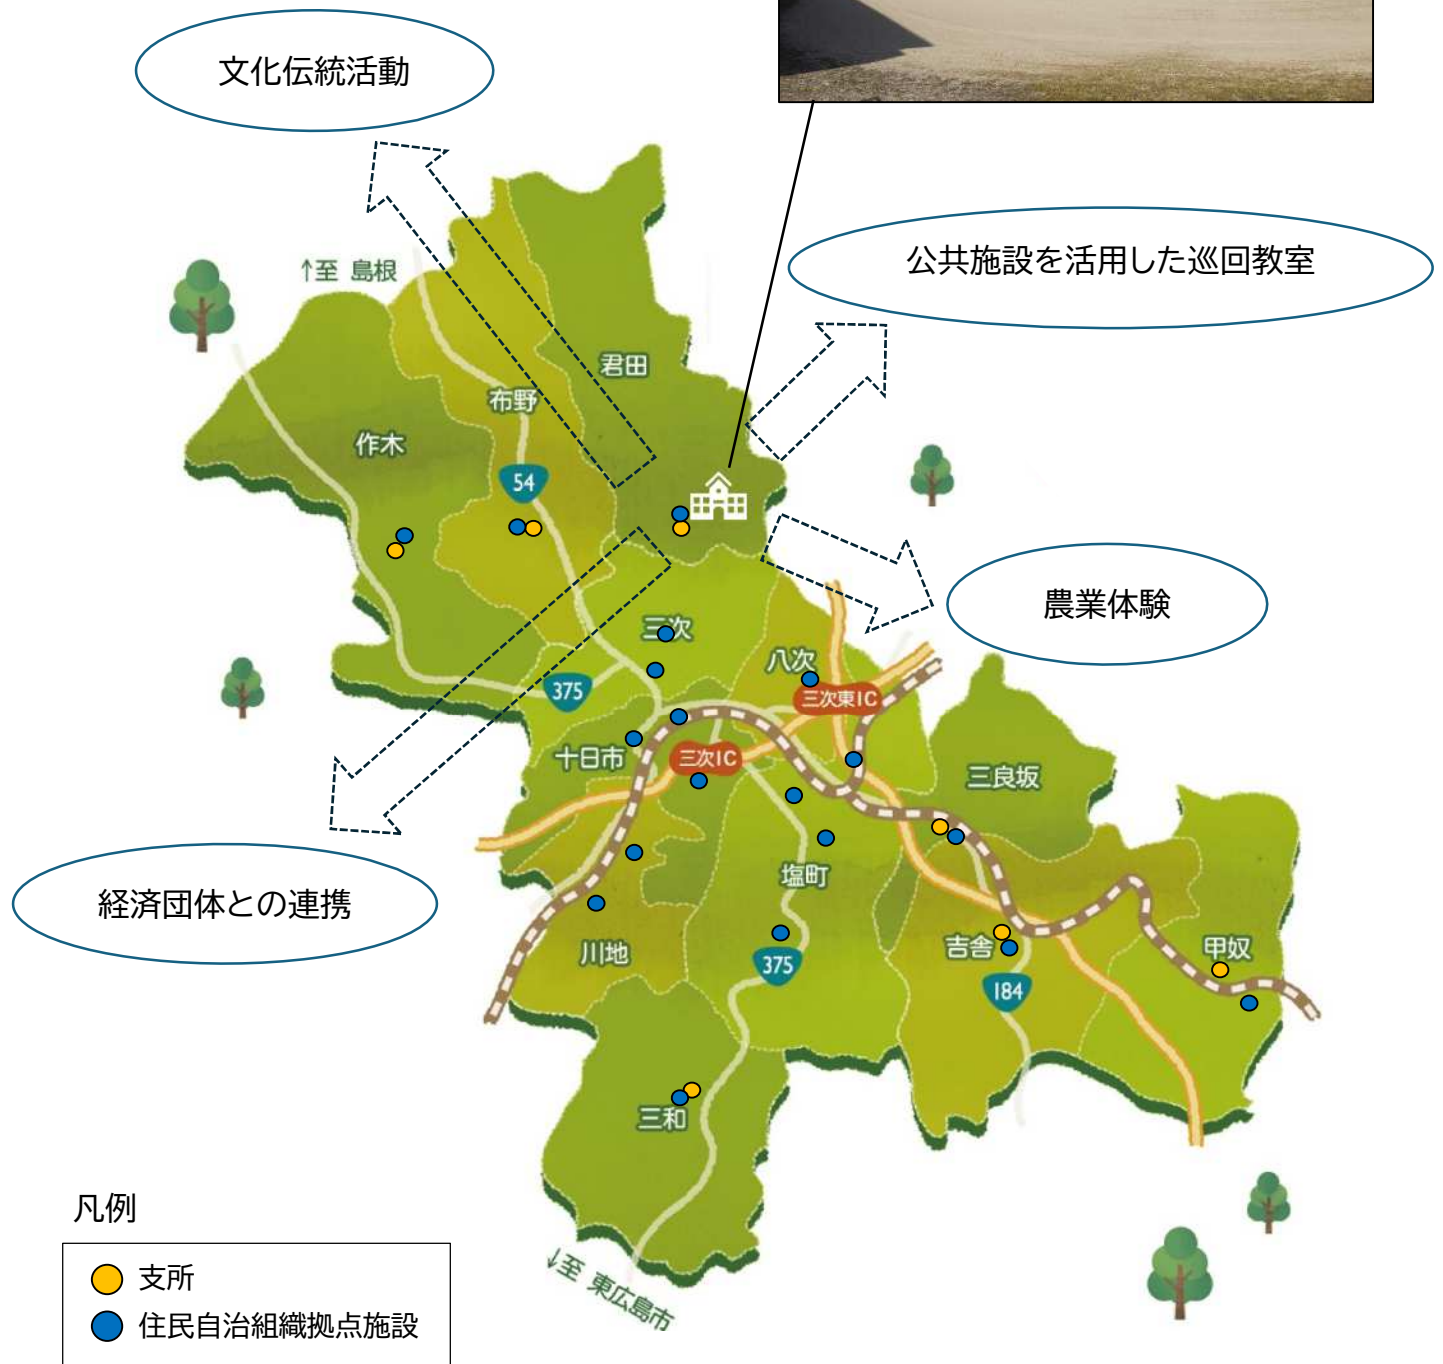 文化伝統活動
公共施設を活用した巡回教室
↑至 島根
君田
布野
作木
54
農業体験
三次
八次
375
三次東IC
十日市
三次IC
三良坂
塩町
経済団体との連携
川地
375
吉舎
184
甲奴
三和
凡例
↓至 東広島市
支所
住民自治組織拠点施設